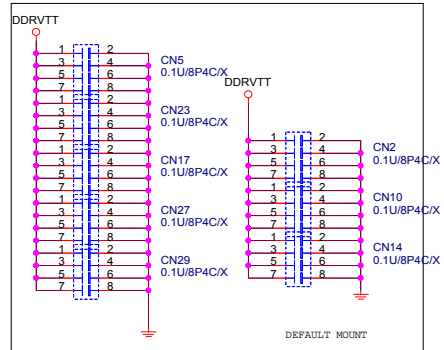 DDRVTT
1 2
3 4
5 6
7 8
CN5
0.1U/8P4C/X
1 2
3 4
5 6
7 8
CN23
0.1U/8P4C/X
1 2
3 4
5 6
7 8
CN17
0.1U/8P4C/X
1 2
3 4
5 6
7 8
CN27
0.1U/8P4C/X
1 2
3 4
5 6
7 8
CN29
0.1U/8P4C/X
DDRVTT
1 2
3 4
5 6
7 8
CN2
0.1U/8P4C/X
1 2
3 4
5 6
7 8
CN10
0.1U/8P4C/X
1 2
3 4
5 6
7 8
CN14
0.1U/8P4C/X
DEFAULT MOUNT